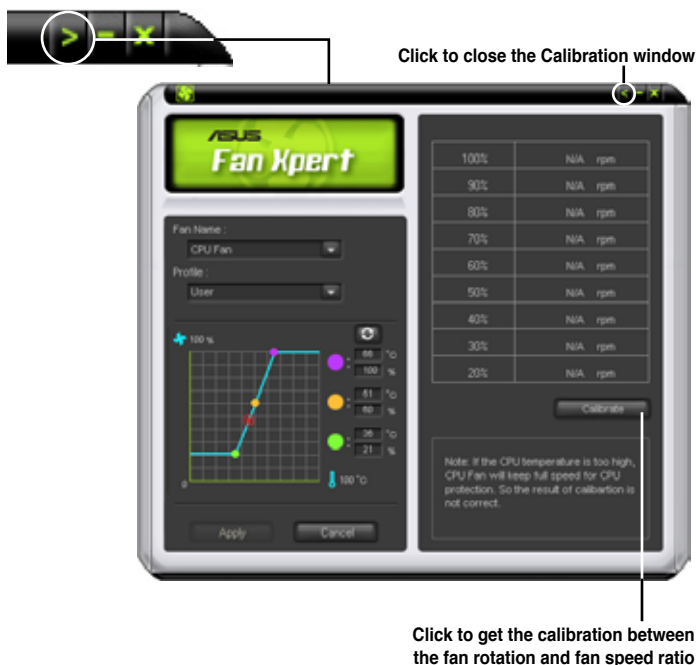 > - x
Click to close the Calibration window
< - x
ASUS
Fan Xpert
Fan Name :
CPU Fan
Profile :
User
100 %
66 °C
100 %
51 °C
60 %
36 °C
21 %
0
100 °C
Apply
Cancel
100% N/A rpm
90% N/A rpm
80% N/A rpm
70% N/A rpm
60% N/A rpm
50% N/A rpm
40% N/A rpm
30% N/A rpm
20% N/A rpm
Calibrate
Note: If the CPU temperature is too high,
CPU Fan will keep full speed for CPU
protection. So the result of calibartion is
not correct.
Click to get the calibration between
the fan rotation and fan speed ratio